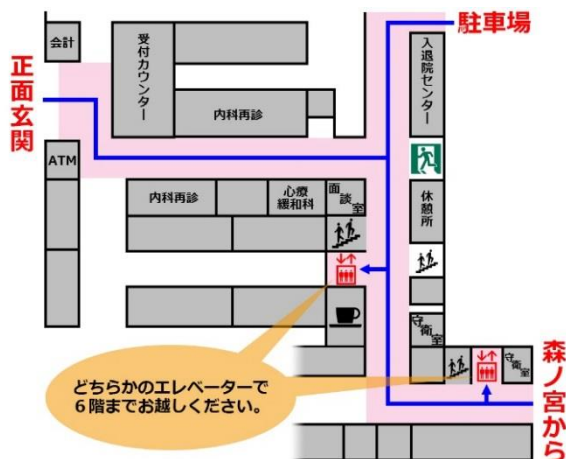 駐車場
会計
受付カウンター
入退院センター
正面玄関
内科再診
ATM
内科再診
心療
緩和科
面談室
休憩所
守衛室
守衛室
どちらかのエレベーターで
６階までお越しください。
森ノ宮から